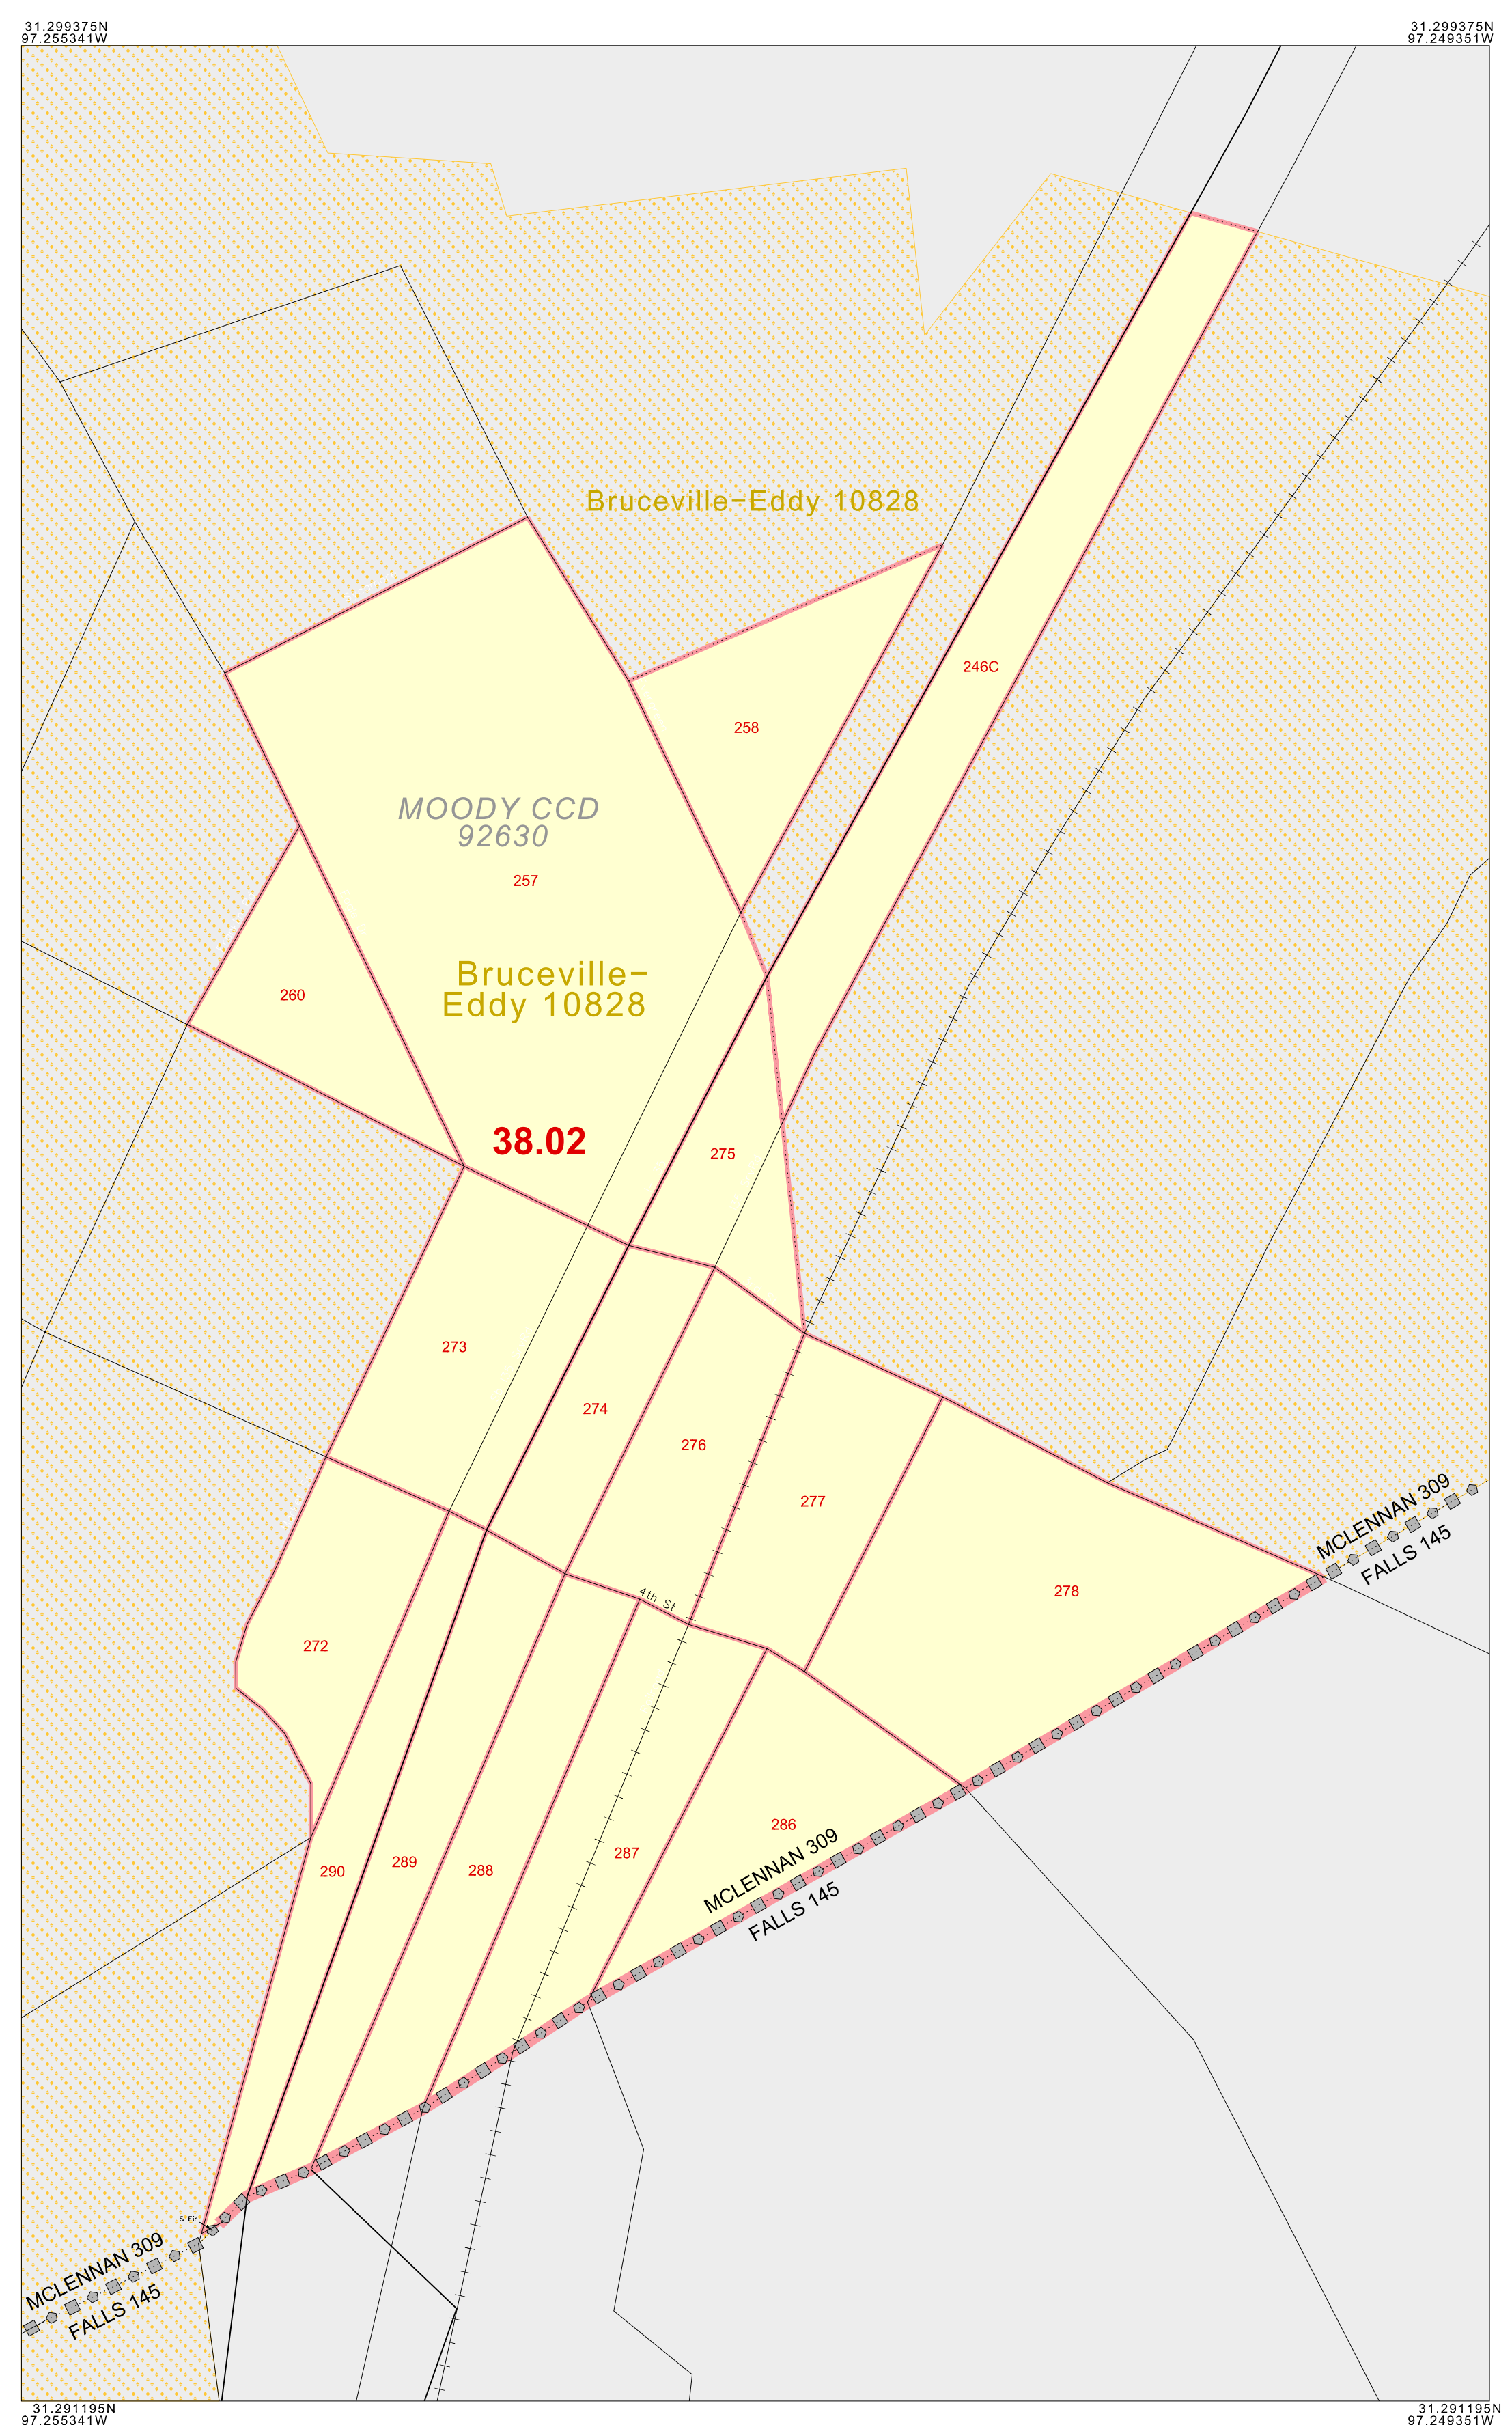 31.299375N
97.255341W
31.299375N
97.249351W
Bruceville-Eddy 10828
246C
258
MOODY CCD
92630
257
Bruceville-
Eddy 10828
260
38.02
275
273
274
276
277
MCLENNAN 309
FALLS 145
278
4th St
272
286
MCLENNAN 309
FALLS 145
287
289
288
290
S Fir
MCLENNAN 309
FALLS 145
31.291195N
97.255341W
31.291195N
97.249351W